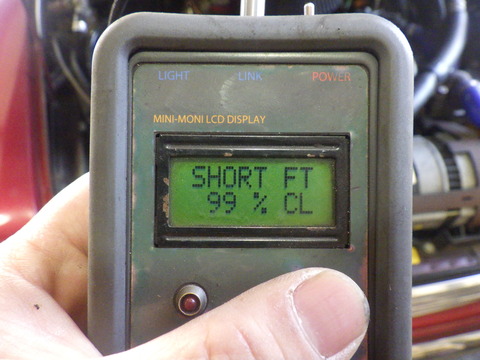 LIGHT LINK POWER
MINI-MONI LCD DISPLAY
SHORT FT
99 % CL